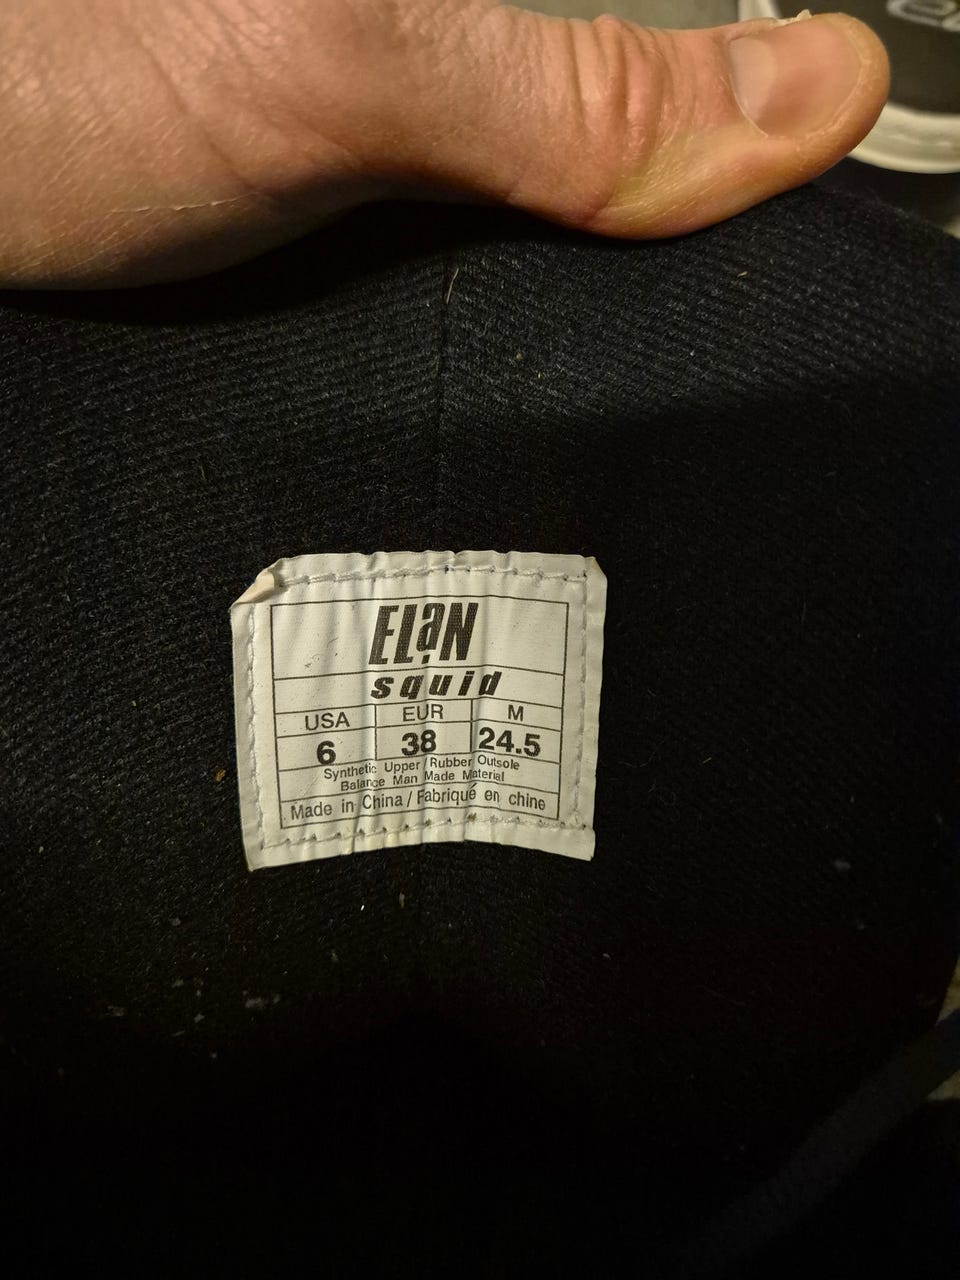 ELaN
squid
USA EUR M
6 38 24.5
Synthetic Upper / Rubber Outsole
Balance Man Made Material
Made in China / Fabriqué en chine